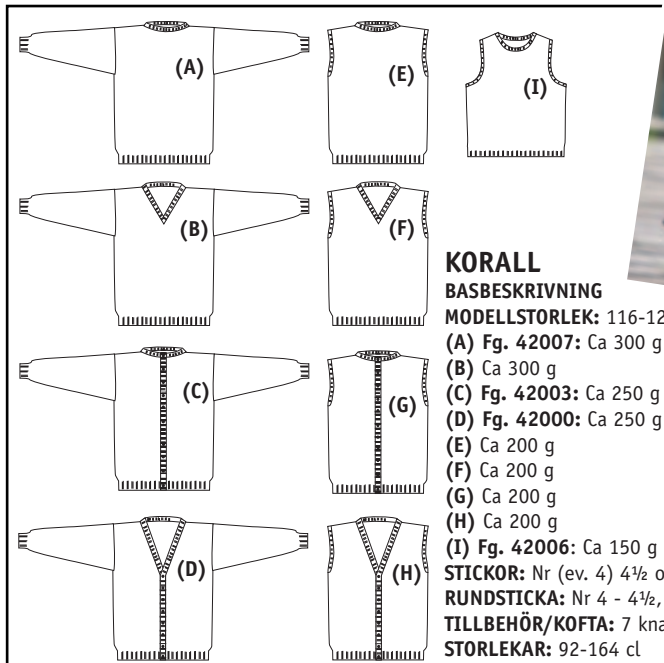 (A)
(E)
(I)
(B)
(F)
(C)
(G)
(D)
(H)
KORALL
BASBESKRIVNING
MODELLSTORLEK: 116-12
(A) Fg. 42007: Ca 300 g
(B) Ca 300 g
(C) Fg. 42003: Ca 250 g
(D) Fg. 42000: Ca 250 g
(E) Ca 200 g
(F) Ca 200 g
(G) Ca 200 g
(H) Ca 200 g
(I) Fg. 42006: Ca 150 g
STICKOR: Nr (ev. 4) 4½ o
RUNDSTICKA: Nr 4 - 4½,
TILLBEHÖR/KOFTA: 7 kna
STORLEKAR: 92-164 cl